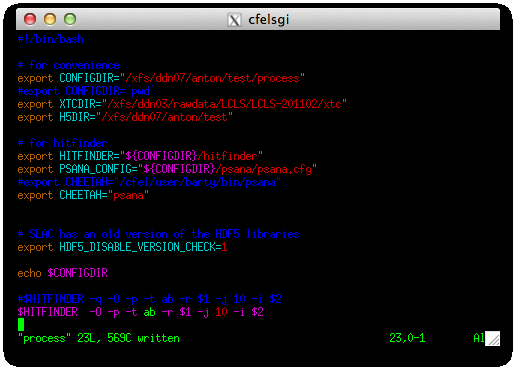 cfelsgi
#!/bin/bash
# for convenience
export CONFIGDIR="/xfs/ddn07/anton/test/process"
#export CONFIGDIR=`pwd`
export XTCDIR="/xfs/ddn03/rawdata/LCLS/LCLS-201102/xtc"
export H5DIR="/xfs/ddn07/anton/test"
# for hitfinder
export HITFINDER="${CONFIGDIR}/hitfinder"
export PSANA_CONFIG="${CONFIGDIR}/psana/psana.cfg"
#export CHEETAH="/cfel/user/barty/bin/psana"
export CHEETAH="psana"
# SLAC has an old version of the HDF5 libraries
export HDF5_DISABLE_VERSION_CHECK=1
echo $CONFIGDIR
#$HITFINDER -q -O -p -t ab -r $1 -j 10 -i $2
$HITFINDER  -O -p -t ab -r $1 -j 10 -i $2
"process" 23L, 569C written 23,0-1 Al